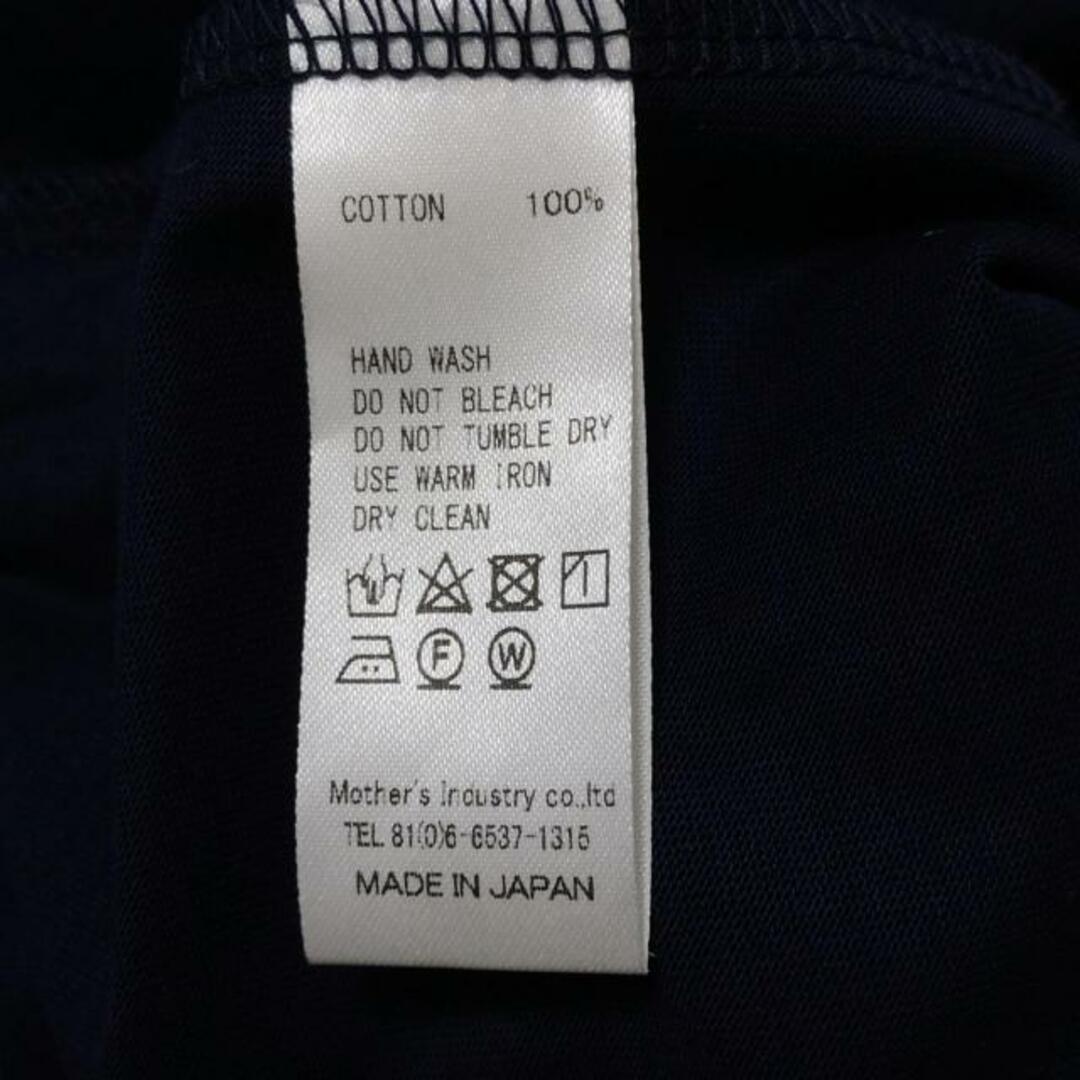 COTTON 100%
HAND WASH
DO NOT BLEACH
DO NOT TUMBLE DRY
USE WARM IRON
DRY CLEAN
F W
Mother's Industry co.,ltd
TEL 81(0)6-6537-1315
MADE IN JAPAN